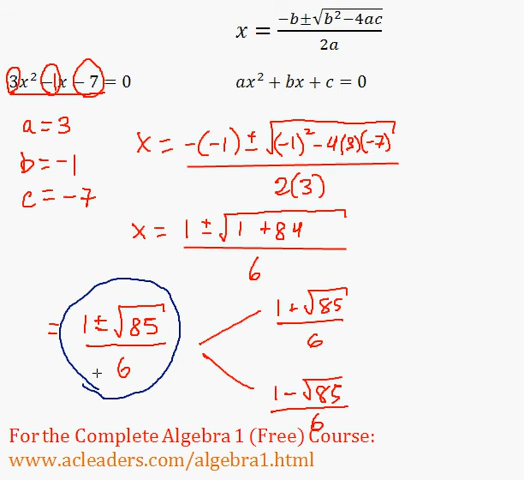 x = (-b±√(b²-4ac))/(2a)
3x² -1x - 7 = 0
ax² + bx + c = 0
a = 3
b = -1
c = -7
x = (-(-1) ± √((-1)² - 4(3)(-7)))/(2(3))
x = (1 ± √(1 + 84))/6
= (1 ± √85)/6
(1 + √85)/6
(1 - √85)/6
For the Complete Algebra 1 (Free) Course:
www.acleaders.com/algebra1.html